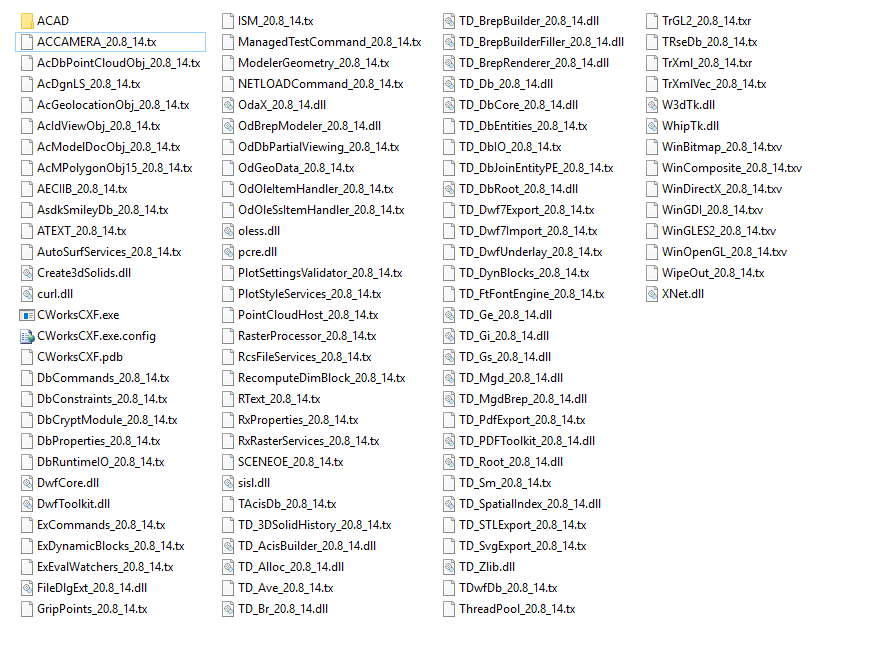 ACAD
ACCAMERA_20.8_14.tx
AcDbPointCloudObj_20.8_14.tx
AcDgnLS_20.8_14.tx
AcGeolocationObj_20.8_14.tx
AcIdViewObj_20.8_14.tx
AcModelDocObj_20.8_14.tx
AcMPolygonObj15_20.8_14.tx
AECIIB_20.8_14.tx
AsdkSmileyDb_20.8_14.tx
ATEXT_20.8_14.tx
AutoSurfServices_20.8_14.tx
Create3dSolids.dll
curl.dll
CWorksCXF.exe
CWorksCXF.exe.config
CWorksCXF.pdb
DbCommands_20.8_14.tx
DbConstraints_20.8_14.tx
DbCryptModule_20.8_14.tx
DbProperties_20.8_14.tx
DbRuntimeIO_20.8_14.tx
DwfCore.dll
DwfToolkit.dll
ExCommands_20.8_14.tx
ExDynamicBlocks_20.8_14.tx
ExEvalWatchers_20.8_14.tx
FileDlgExt_20.8_14.dll
GripPoints_20.8_14.tx
ISM_20.8_14.tx
ManagedTestCommand_20.8_14.tx
ModelerGeometry_20.8_14.tx
NETLOADCommand_20.8_14.tx
OdaX_20.8_14.dll
OdBrepModeler_20.8_14.dll
OdDbPartialViewing_20.8_14.tx
OdGeoData_20.8_14.tx
OdOleItemHandler_20.8_14.tx
OdOleSsItemHandler_20.8_14.tx
oless.dll
pcre.dll
PlotSettingsValidator_20.8_14.tx
PlotStyleServices_20.8_14.tx
PointCloudHost_20.8_14.tx
RasterProcessor_20.8_14.tx
RcsFileServices_20.8_14.tx
RecomputeDimBlock_20.8_14.tx
RText_20.8_14.tx
RxProperties_20.8_14.tx
RxRasterServices_20.8_14.tx
SCENEOE_20.8_14.tx
sisl.dll
TAcisDb_20.8_14.tx
TD_3DSolidHistory_20.8_14.tx
TD_AcisBuilder_20.8_14.dll
TD_Alloc_20.8_14.dll
TD_Ave_20.8_14.tx
TD_Br_20.8_14.dll
TD_BrepBuilder_20.8_14.dll
TD_BrepBuilderFiller_20.8_14.dll
TD_BrepRenderer_20.8_14.dll
TD_Db_20.8_14.dll
TD_DbCore_20.8_14.dll
TD_DbEntities_20.8_14.tx
TD_DbIO_20.8_14.tx
TD_DbJoinEntityPE_20.8_14.tx
TD_DbRoot_20.8_14.dll
TD_Dwf7Export_20.8_14.tx
TD_Dwf7Import_20.8_14.tx
TD_DwfUnderlay_20.8_14.tx
TD_DynBlocks_20.8_14.tx
TD_FtFontEngine_20.8_14.tx
TD_Ge_20.8_14.dll
TD_Gi_20.8_14.dll
TD_Gs_20.8_14.dll
TD_Mgd_20.8_14.dll
TD_MgdBrep_20.8_14.dll
TD_PdfExport_20.8_14.tx
TD_PDFToolkit_20.8_14.dll
TD_Root_20.8_14.dll
TD_Sm_20.8_14.tx
TD_SpatialIndex_20.8_14.dll
TD_STLExport_20.8_14.tx
TD_SvgExport_20.8_14.tx
TD_Zlib.dll
TDwfDb_20.8_14.tx
ThreadPool_20.8_14.tx
TrGL2_20.8_14.txr
TRseDb_20.8_14.tx
TrXml_20.8_14.txr
TrXmlVec_20.8_14.tx
W3dTk.dll
WhipTk.dll
WinBitmap_20.8_14.txv
WinComposite_20.8_14.txv
WinDirectX_20.8_14.txv
WinGDI_20.8_14.txv
WinGLES2_20.8_14.txv
WinOpenGL_20.8_14.txv
WipeOut_20.8_14.tx
XNet.dll